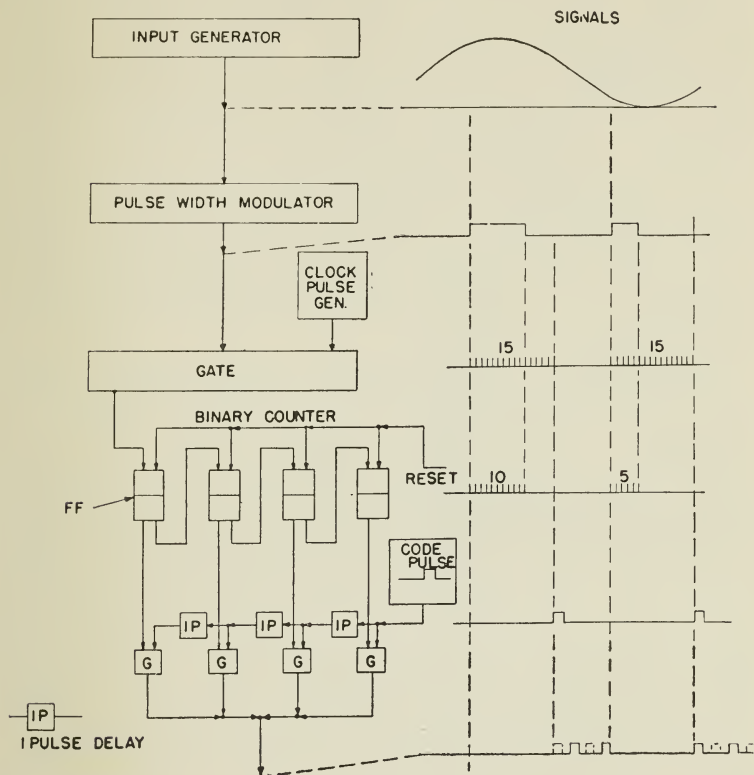 SIGNALS
INPUT GENERATOR
PULSE WIDTH MODULATOR
CLOCK
PULSE
GEN.
15
15
GATE
BINARY COUNTER
RESET
10
5
FF
CODE
PULSE
IP
IP
IP
G
G
G
G
IP
I PULSE DELAY